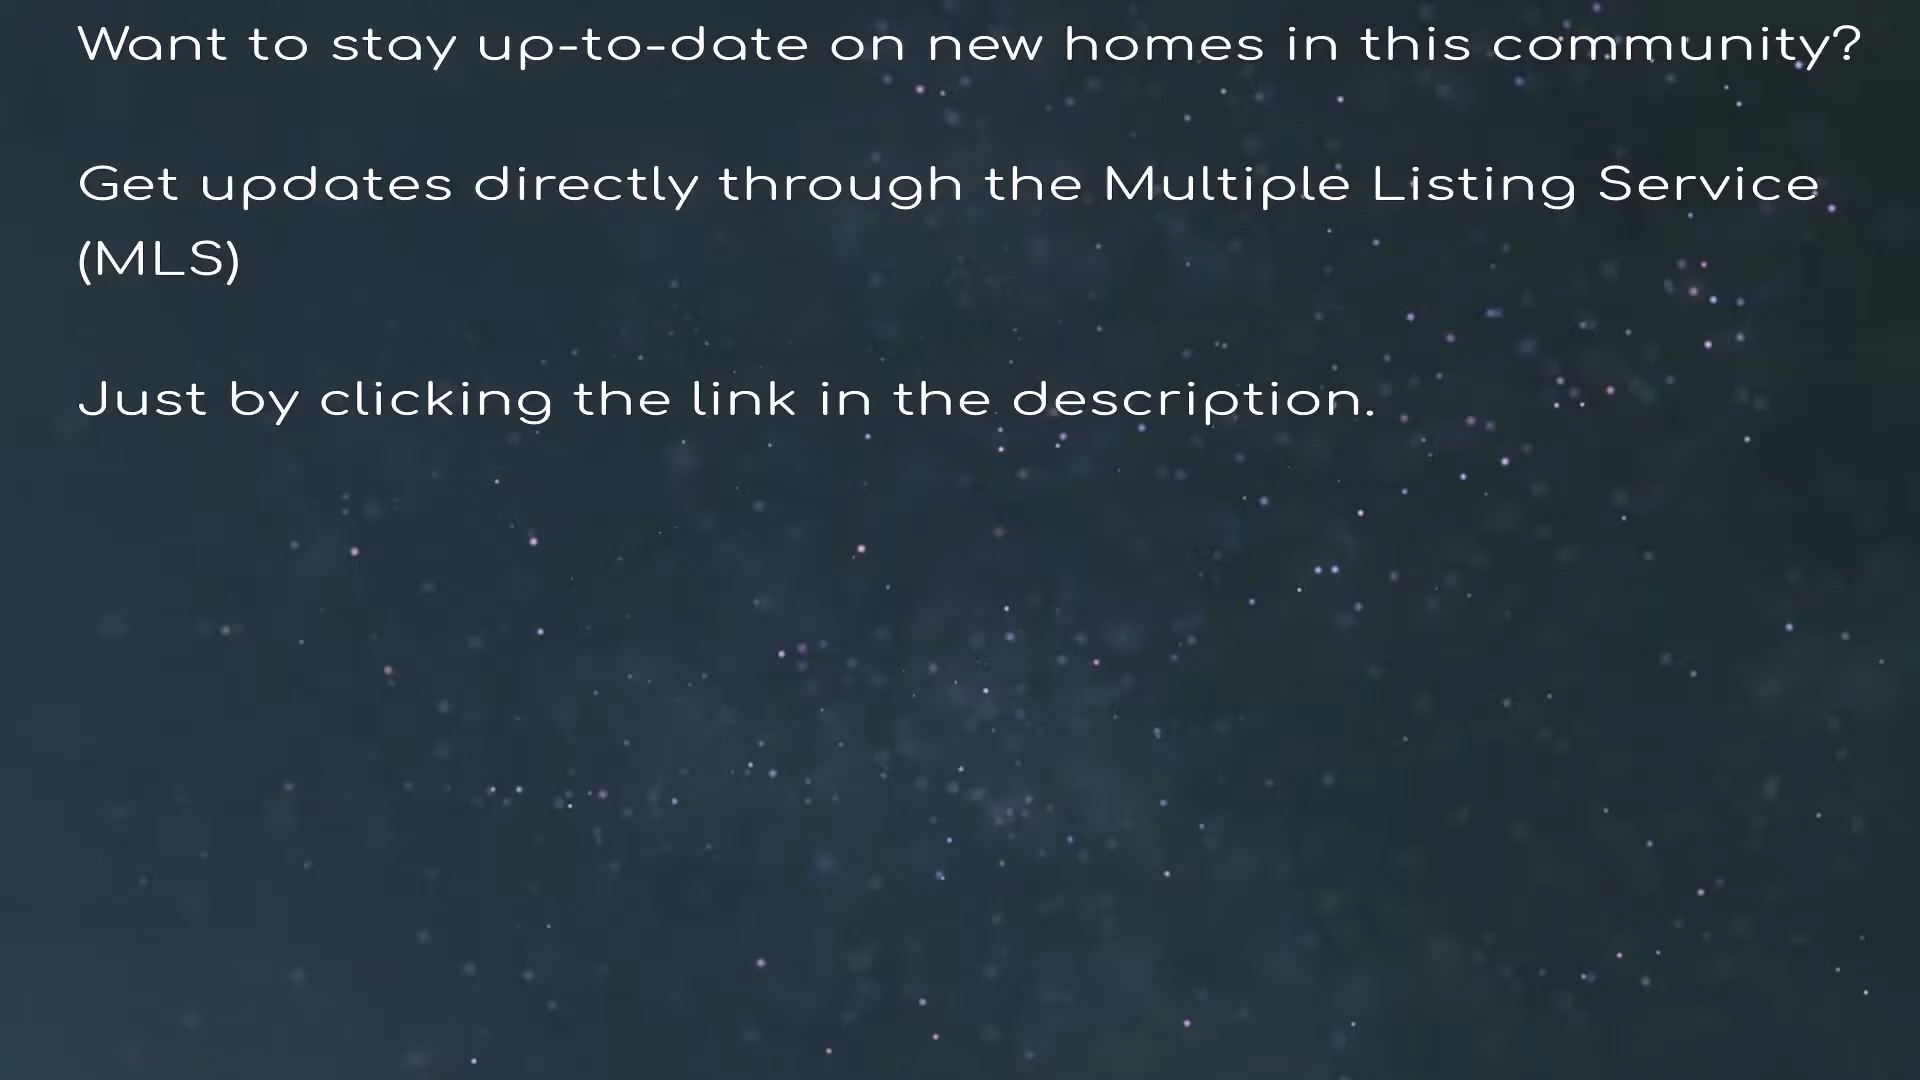 Want to stay up-to-date on new homes in this community?
Get updates directly through the Multiple Listing Service
(MLS)
Just by clicking the link in the description.